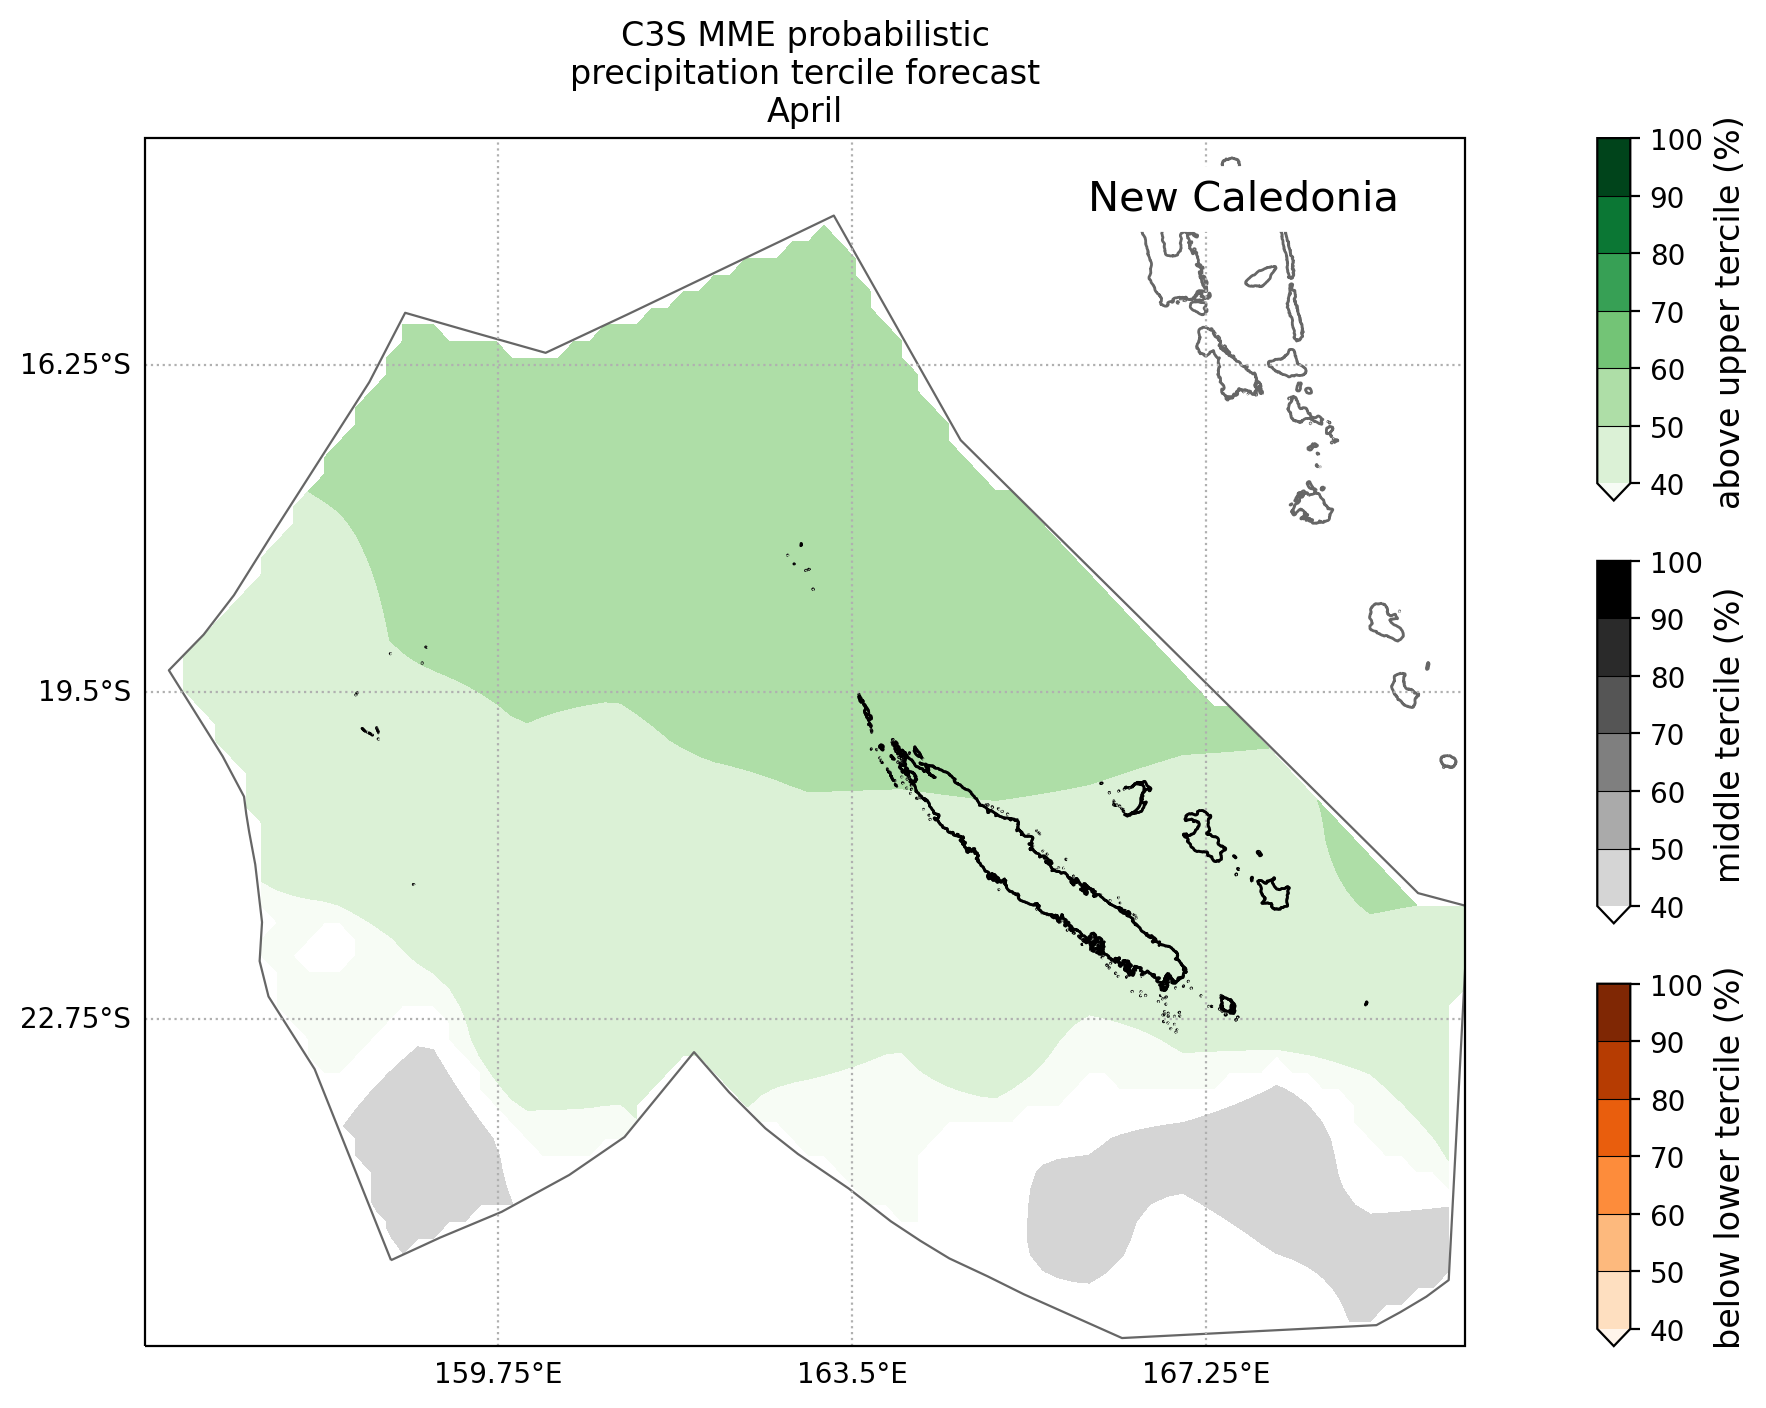 C3S MME probabilistic
precipitation tercile forecast
April
New Caledonia
16.25°S
19.5°S
22.75°S
159.75°E
163.5°E
167.25°E
100
90
80
70
60
50
40
above upper tercile (%)
100
90
80
70
60
50
40
middle tercile (%)
100
90
80
70
60
50
40
below lower tercile (%)